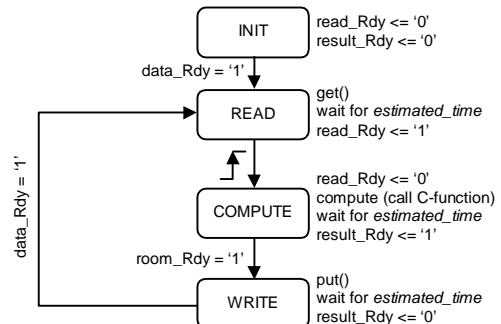 INIT
read_Rdy <= ‘0’
result_Rdy <= ‘0’
data_Rdy = ‘1’
READ
get()
wait for estimated_time
read_Rdy <= ‘1’
data_Rdy = ‘1’
COMPUTE
read_Rdy <= ‘0’
compute (call C-function)
wait for estimated_time
result_Rdy <= ‘1’
room_Rdy = ‘1’
WRITE
put()
wait for estimated_time
result_Rdy <= ‘0’